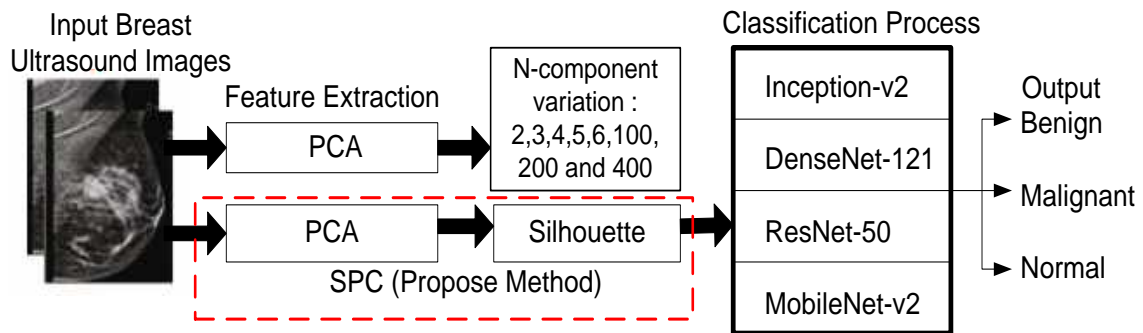 Input Breast
Ultrasound Images
Feature Extraction
PCA
N-component
variation :
2,3,4,5,6,100,
200 and 400
PCA
Silhouette
SPC (Propose Method)
Classification Process
Inception-v2
DenseNet-121
ResNet-50
MobileNet-v2
Output
Benign
Malignant
Normal